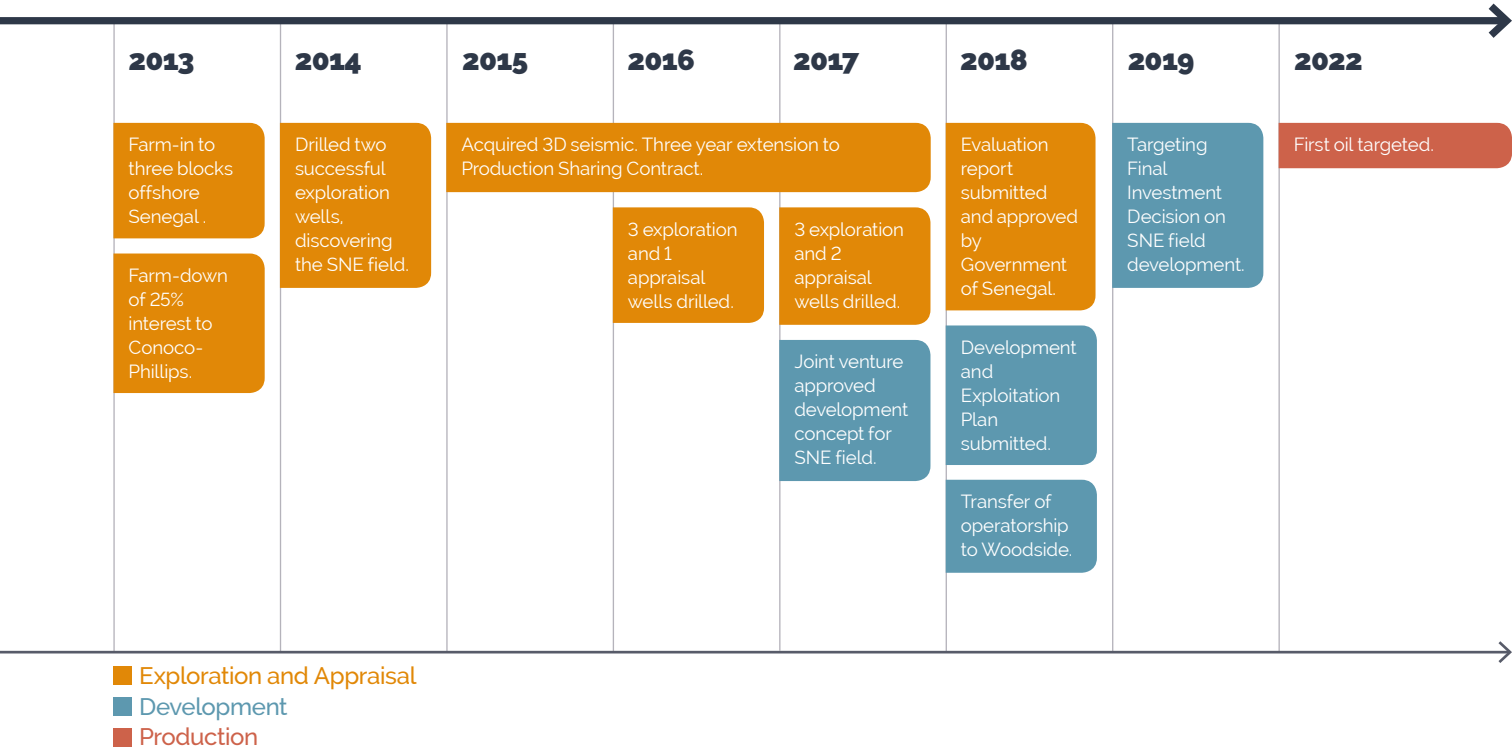 2013
2014
2015
2016
2017
2018
2019
2022
Farm-in to
three blocks
offshore
Senegal .
Farm-down
of 25%
interest to
Conoco-
Phillips.
Drilled two
successful
exploration
wells,
discovering
the SNE field.
Acquired 3D seismic. Three year extension to
Production Sharing Contract.
3 exploration
and 1
appraisal
wells drilled.
3 exploration
and 2
appraisal
wells drilled.
Joint venture
approved
development
concept for
SNE field.
Evaluation
report
submitted
and approved
by
Government
of Senegal.
Development
and
Exploitation
Plan
submitted.
Transfer of
operatorship
to Woodside.
Targeting
Final
Investment
Decision on
SNE field
development.
First oil targeted.
Exploration and Appraisal
Development
Production